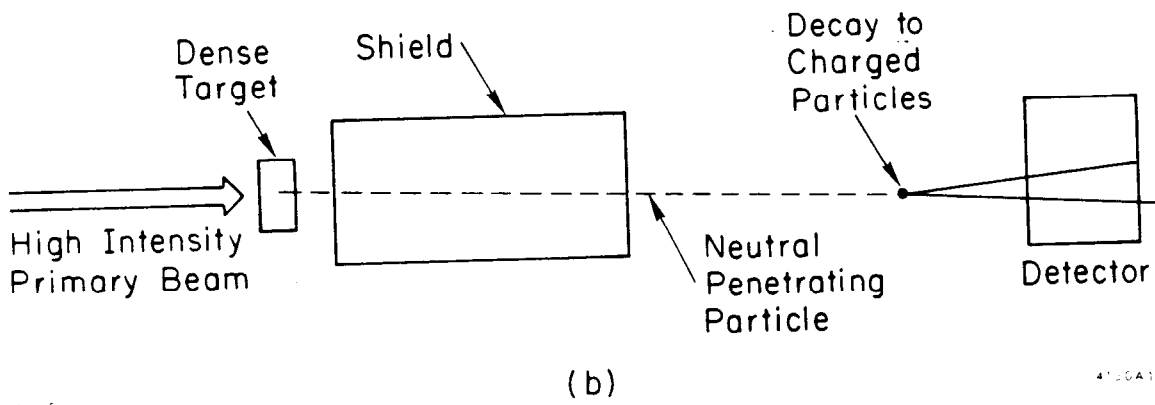 Dense
Target
Shield
Decay to
Charged
Particles
High Intensity
Primary Beam
Neutral
Penetrating
Particle
Detector
(b)